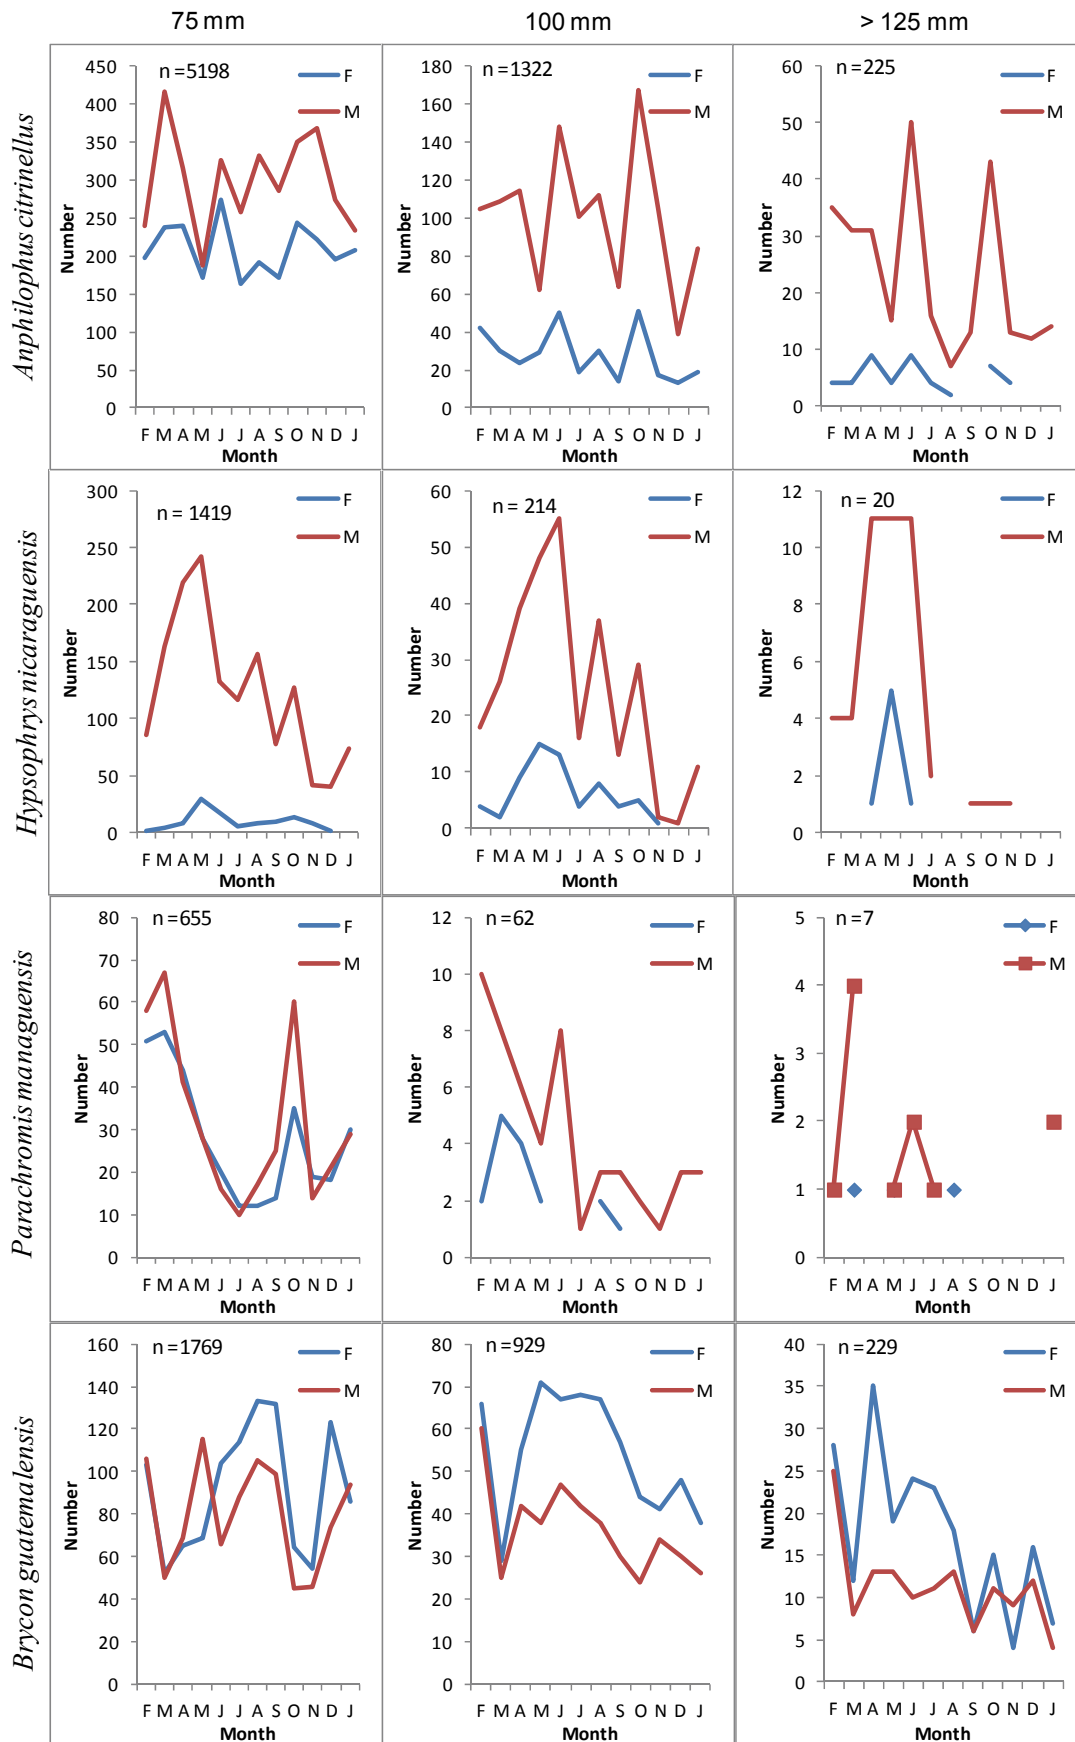 75 mm 100 mm > 125 mm
Anphilophus citrinellus
450
400
350
300
250
200
150
100
50
0
Number
n =5198
F
M
F M A M J J A S O N D J
Month
180
160
140
120
100
80
60
40
20
0
Number
n =1322
F
M
F M A M J J A S O N D J
Month
60
50
40
30
20
10
0
Number
n =225
F
M
F M A M J J A S O N D J
Month
Hypsophrys nicaraguensis
300
250
200
150
100
50
0
Number
n = 1419
F
M
F M A M J J A S O N D J
Month
60
50
40
30
20
10
0
Number
n = 214
F
M
F M A M J J A S O N D J
Month
12
10
8
6
4
2
0
Number
n = 20
F
M
F M A M J J A S O N D J
Month
Parachromis managuensis
80
70
60
50
40
30
20
10
0
Number
n =655
F
M
F M A M J J A S O N D J
Month
12
10
8
6
4
2
0
Number
n =62
F
M
F M A M J J A S O N D J
Month
5
4
3
2
1
0
Number
n =7
F
M
F M A M J J A S O N D J
Month
Brycon guatemalensis
160
140
120
100
80
60
40
20
0
Number
n =1769
F
M
F M A M J J A S O N D J
Month
80
70
60
50
40
30
20
10
0
Number
n =929
F
M
F M A M J J A S O N D J
Month
40
35
30
25
20
15
10
5
0
Number
n =229
F
M
F M A M J J A S O N D J
Month